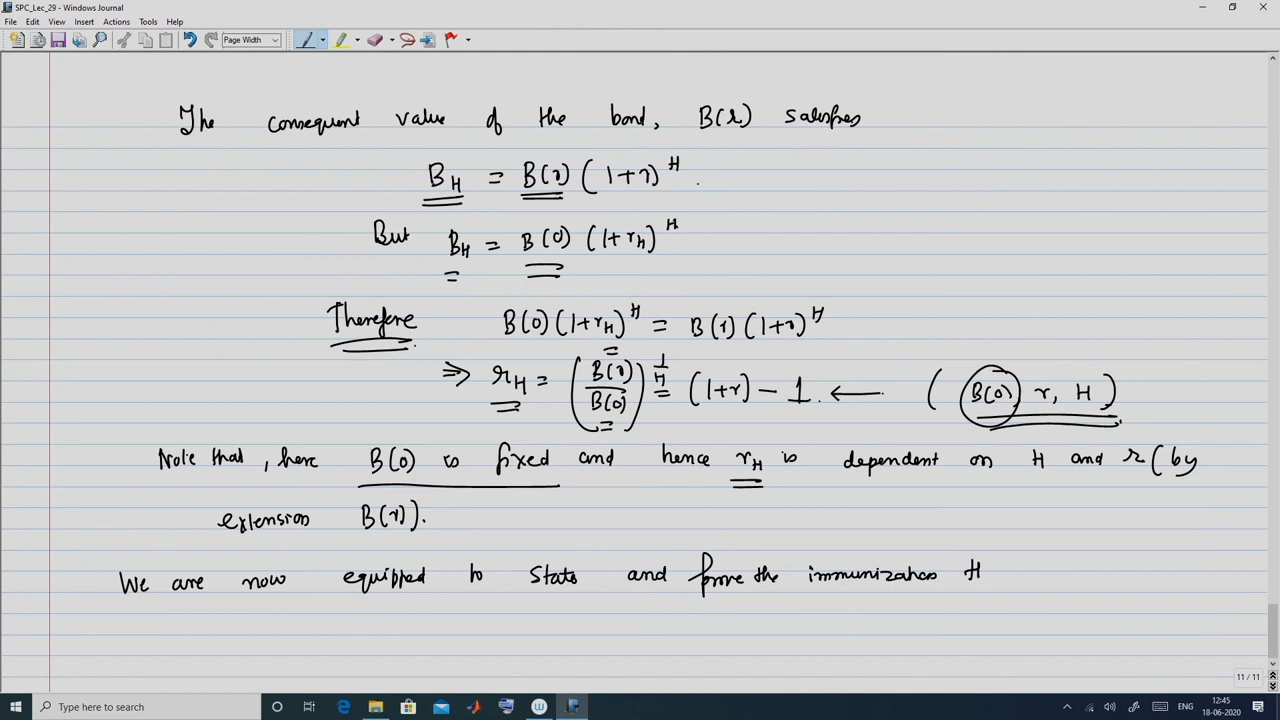 SPC_Lec_29 - Windows Journal
File Edit View Insert Actions Tools Help
Page Width
The consequent value of the bond, B(r) satisfies
B_H = B(r) (1+r)^H .
But B_H = B(0) (1+r_h)^H
Therefore B(0) (1+r_H)^H = B(r) (1+r)^H
⇒ r_H = (B(r)/B(0))^(1/H) (1+r) - 1. ← (B(0) r, H)
Note that, here B(0) is fixed and hence r_H is dependent on H and r (by
extension B(r)).
We are now equipped to state and prove the immunization H
11 / 11
Type here to search
ENG
12:45
18-06-2020